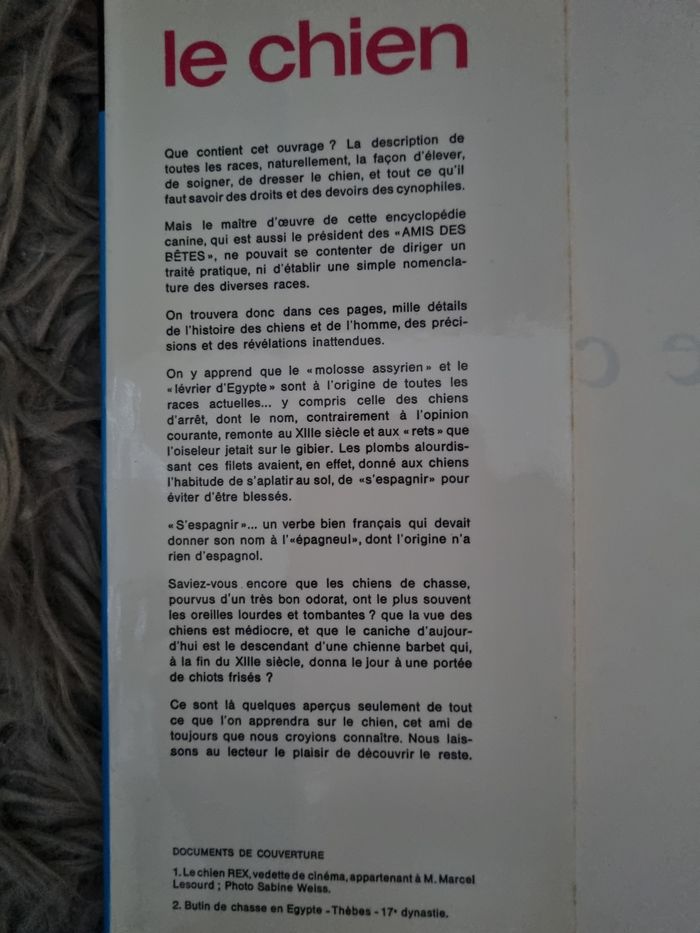 le chien
Que contient cet ouvrage ? La description de
toutes les races, naturellement, la façon d'élever,
de soigner, de dresser le chien, et tout ce qu'il
faut savoir des droits et des devoirs des cynophiles.
Mais le maître d'œuvre de cette encyclopédie
canine, qui est aussi le président des «AMIS DES
BÊTES», ne pouvait se contenter de diriger un
traité pratique, ni d'établir une simple nomencla-
ture des diverses races.
On trouvera donc dans ces pages, mille détails
de l'histoire des chiens et de l'homme, des préci-
sions et des révélations inattendues.
On y apprend que le «molosse assyrien» et le
«lévrier d'Egypte» sont à l'origine de toutes les
races actuelles... y compris celle des chiens
d'arrêt, dont le nom, contrairement à l'opinion
courante, remonte au XIIIe siècle et aux «rets» que
l'oiseleur jetait sur le gibier. Les plombs alourdis-
sant ces filets avaient, en effet, donné aux chiens
l'habitude de s'aplatir au sol, de «s'espagnir» pour
éviter d'être blessés.
«S'espagnir»... un verbe bien français qui devait
donner son nom à l'«épagneul», dont l'origine n'a
rien d'espagnol.
Saviez-vous encore que les chiens de chasse,
pourvus d'un très bon odorat, ont le plus souvent
les oreilles lourdes et tombantes ? que la vue des
chiens est médiocre, et que le caniche d'aujour-
d'hui est le descendant d'une chienne barbet qui,
à la fin du XIIIe siècle, donna le jour à une portée
de chiots frisés ?
Ce sont là quelques aperçus seulement de tout
ce que l'on apprendra sur le chien, cet ami de
toujours que nous croyions connaître. Nous lais-
sons au lecteur le plaisir de découvrir le reste.
DOCUMENTS DE COUVERTURE
1. Le chien REX, vedette de cinéma, appartenant à M. Marcel
Lesourd ; Photo Sabine Weiss.
2. Butin de chasse en Egypte - Thèbes - 17e dynastie.